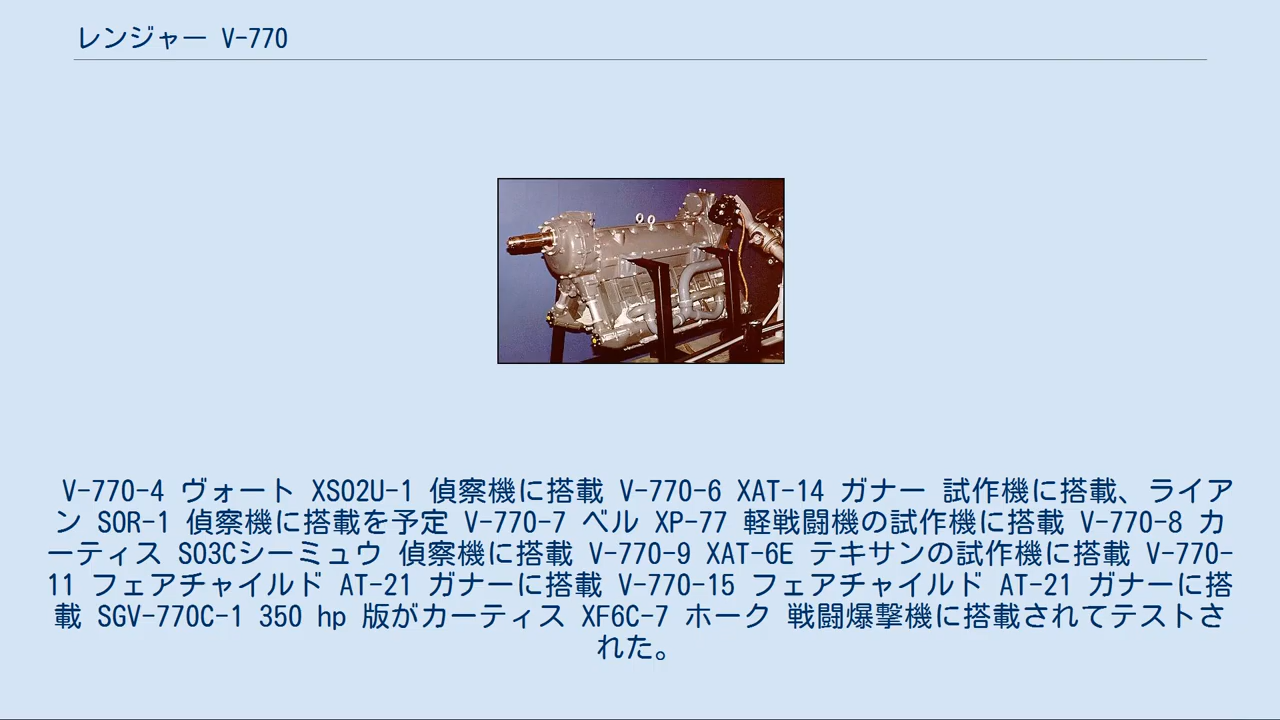 レンジャー V-770
V-770-4 ヴォート XSO2U-1 偵察機に搭載 V-770-6 XAT-14 ガナー 試作機に搭載、ライア
ン SOR-1 偵察機に搭載を予定 V-770-7 ベル XP-77 軽戦闘機の試作機に搭載 V-770-8 カ
ーティス SO3Cシーミュウ 偵察機に搭載 V-770-9 XAT-6E テキサンの試作機に搭載 V-770-
11 フェアチャイルド AT-21 ガナーに搭載 V-770-15 フェアチャイルド AT-21 ガナーに搭
載 SGV-770C-1 350 hp 版がカーティス XF6C-7 ホーク 戦闘爆撃機に搭載されてテストさ
れた。